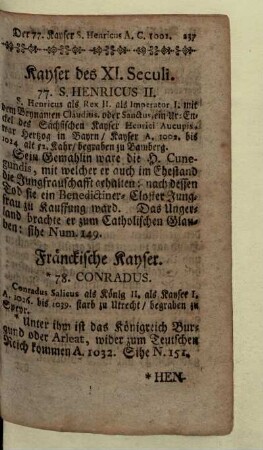 Der 77. Kayser S. Henricus A. C. 1002. 237
Kayser des XI. Seculi.
77. S. HENRICUS II.
S. Henricus als Rex II. als Imperator I. mit
dem Beynamen Claudius, oder Sanctus, ein Ur-En-
ckel des Sächsischen Kayser Henrici Aucupis.
war Hertzog in Bayrn / Kayser A. 1002. bis
1024 alt 52. Jahr / begraben zu Bamberg.
Sein Gemahlin ware die H. Cune-
gundis, mit welcher er auch im Ehestand
die Jungfrauschafft erhalten: nach dessen
Tod sie ein Benedictiner-Closter Jung-
frau zu Kauffung ward. Das Unger-
land brachte er zum Catholischen Glau-
ben: sihe Num. 149.
Fränckische Kayser.
* 78. CONRADUS.
Conradus Salicus als König II. als Kayser I.
A. 1026. bis 1039. starb zu Utrecht / begraben zu
Speyr.
* Unter ihm ist das Königreich Bur-
gund oder Arelat, wider zum Teutschen
Reich kommen A. 1032. Sihe N. 151.
* HEN-